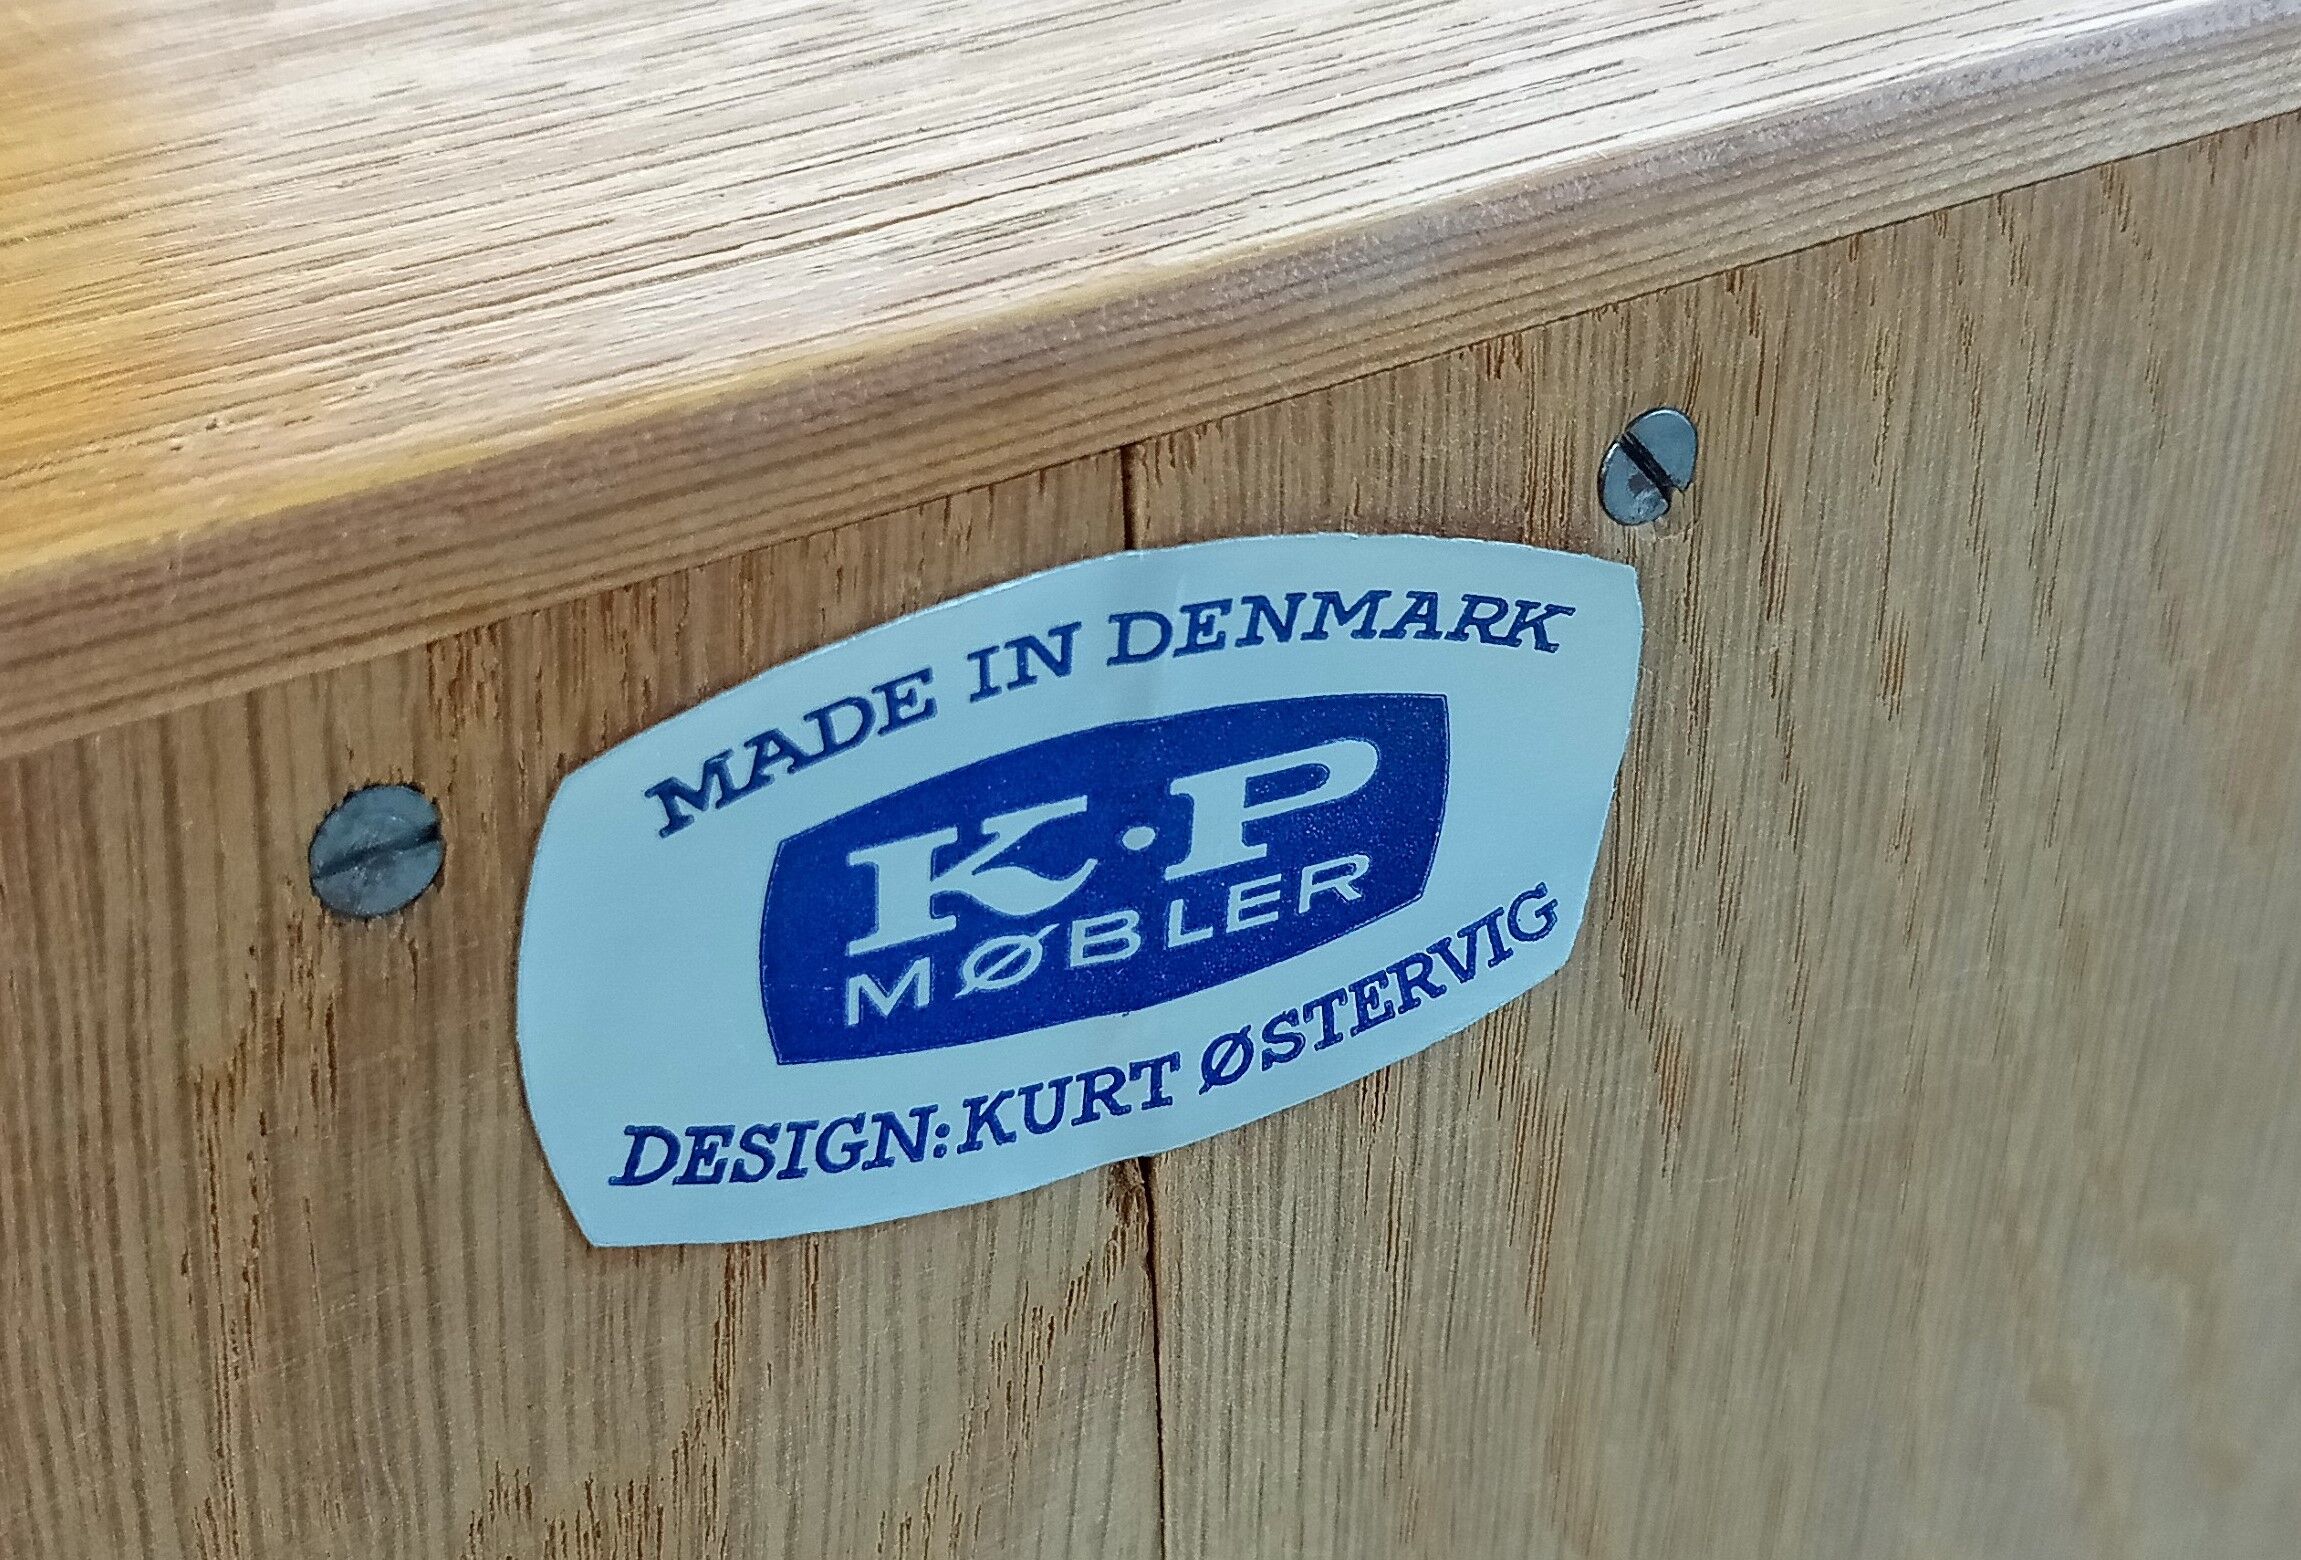 MADE IN DENMARK
K·P
MØBLER
DESIGN:KURT ØSTERVIG